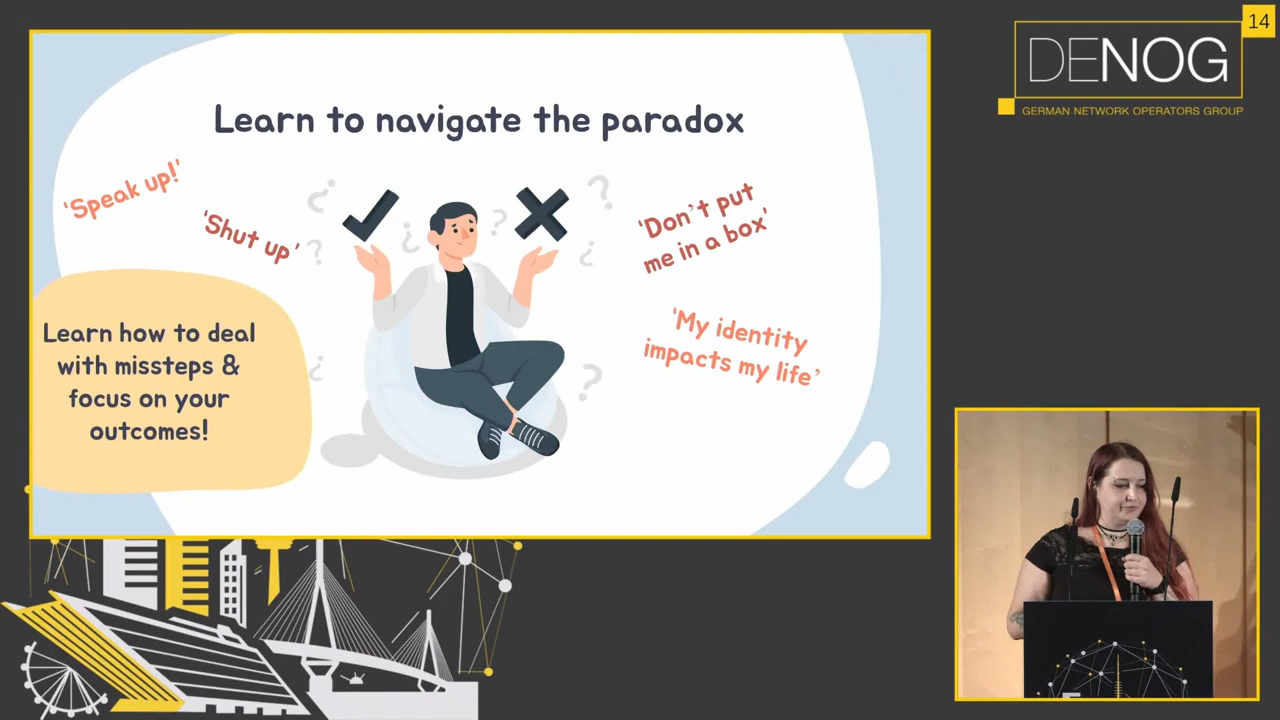 14
DENOG
GERMAN NETWORK OPERATORS GROUP
Learn to navigate the paradox
'Speak up!'
'Shut up'
'Don't put
me in a box'
'My identity
impacts my life'
Learn how to deal
with missteps &
focus on your
outcomes!